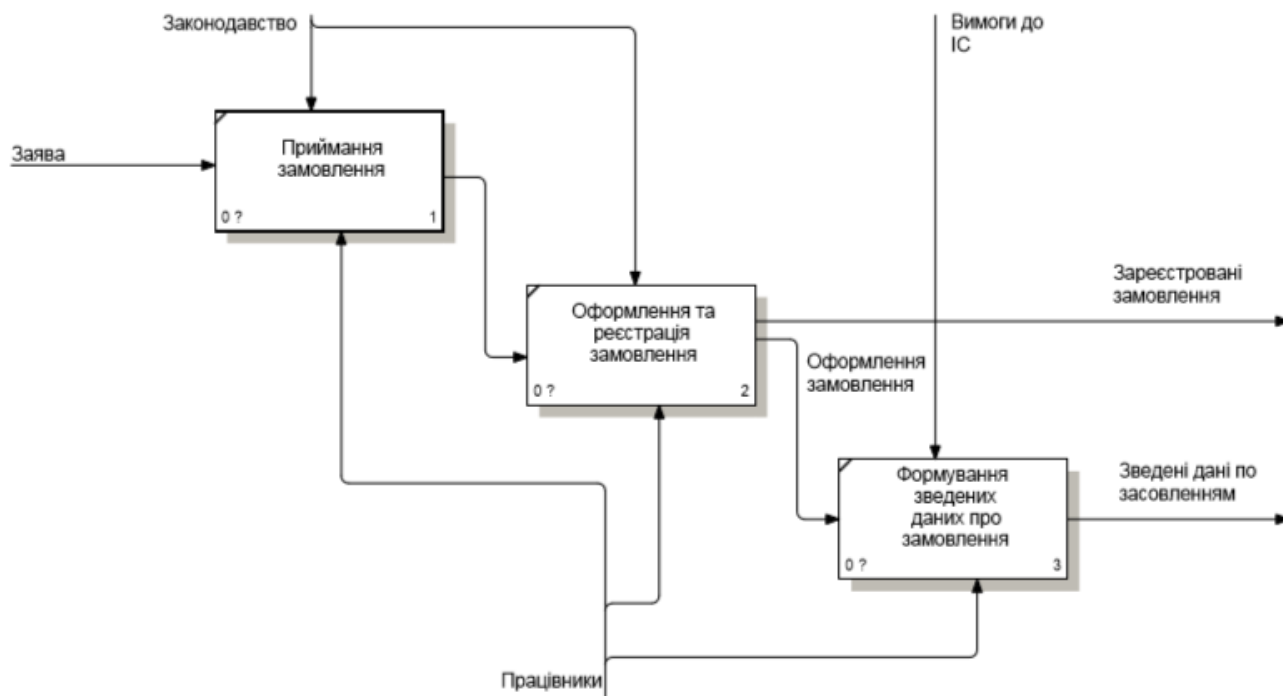 Законодавство
Вимоги до
ІС
Заява
Приймання
замовлення
0 ?
1
Оформлення та
реєстрація
замовлення
0 ?
2
Зареєстровані
замовлення
Оформлення
замовлення
Формування
зведених
даних про
замовлення
0 ?
3
Зведені дані по
засовленням
Працівники